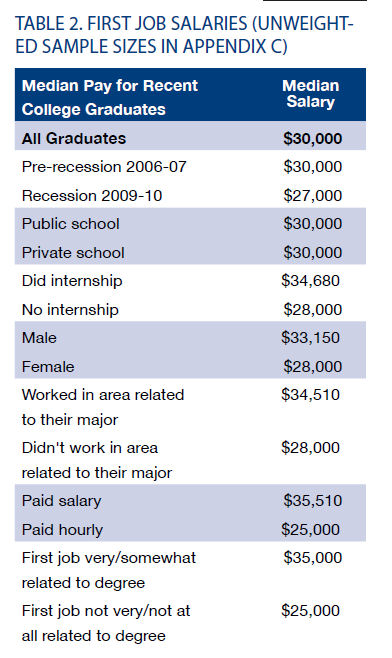 TABLE 2. FIRST JOB SALARIES (UNWEIGHT-
ED SAMPLE SIZES IN APPENDIX C)
Median Pay for Recent College Graduates Median Salary
All Graduates $30,000
Pre-recession 2006-07 $30,000
Recession 2009-10 $27,000
Public school $30,000
Private school $30,000
Did internship $34,680
No internship $28,000
Male $33,150
Female $28,000
Worked in area related $34,510
to their major
Didn't work in area $28,000
related to their major
Paid salary $35,510
Paid hourly $25,000
First job very/somewhat $35,000
related to degree
First job not very/not at $25,000
all related to degree